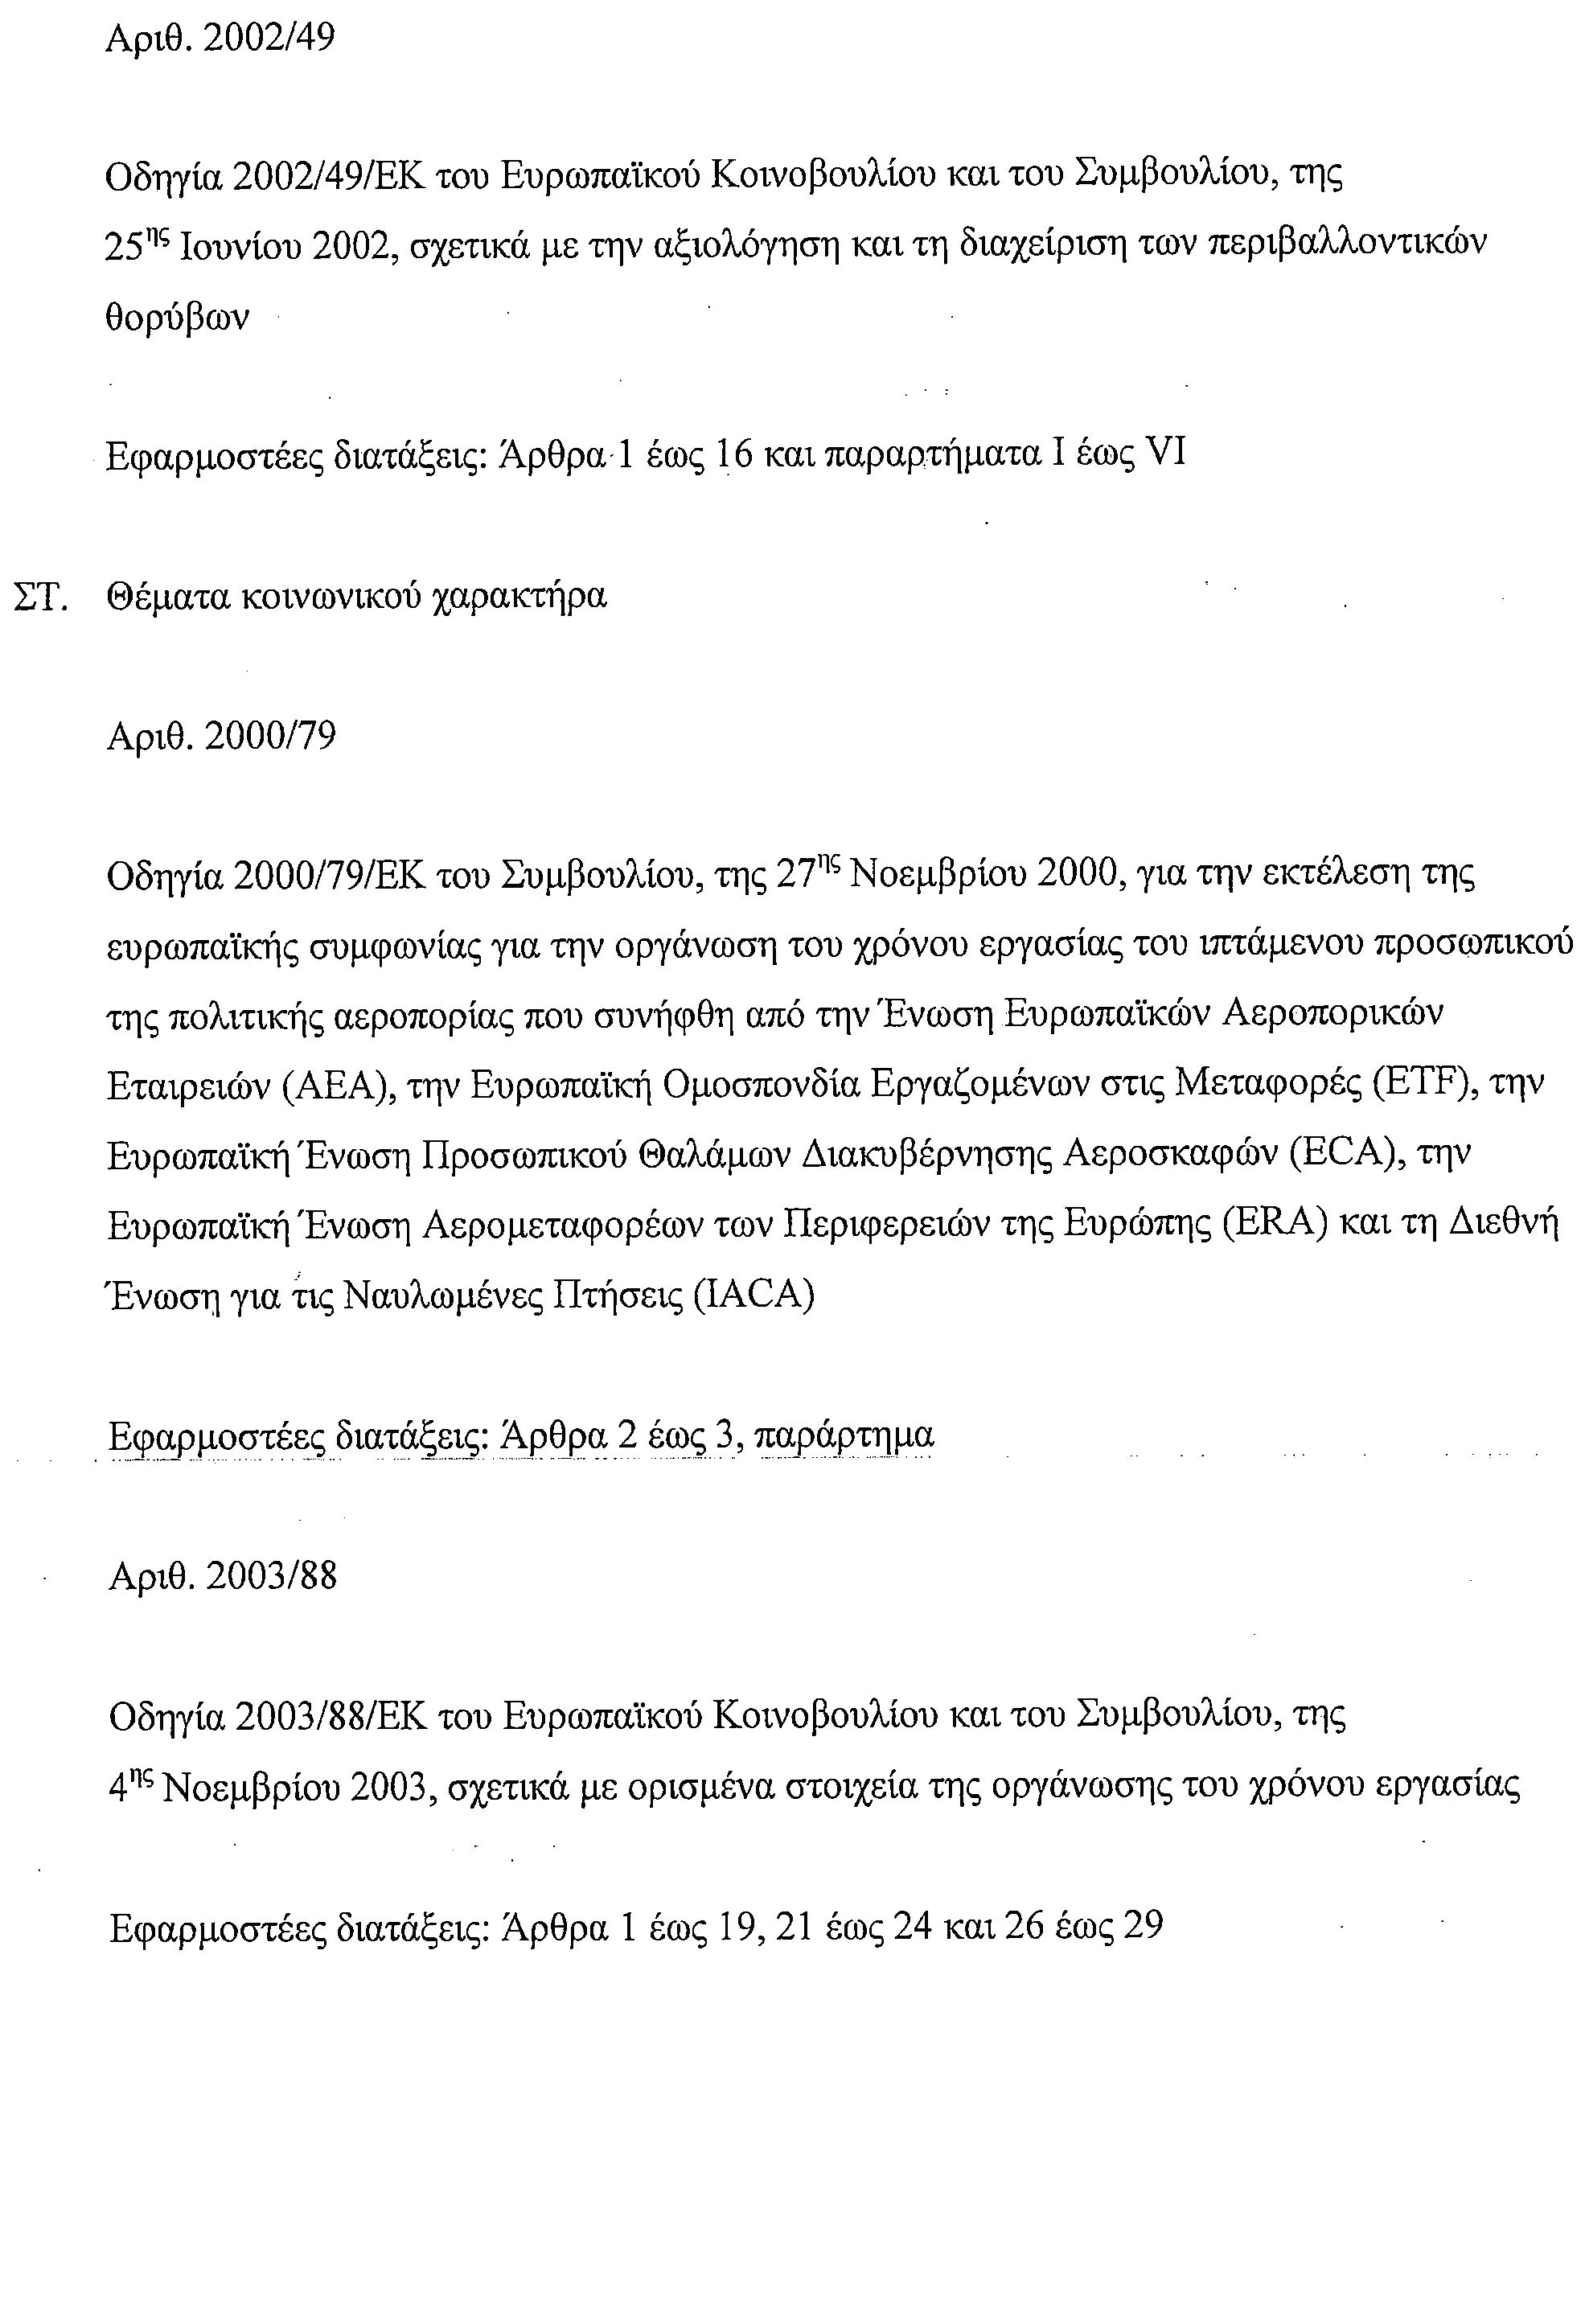 Αριθ. 2002/49
Οδηγία 2002/49/ΕΚ του Ευρωπαϊκού Κοινοβουλίου και του Συμβουλίου, της
25ης Ιουνίου 2002, σχετικά με την αξιολόγηση και τη διαχείριση των περιβαλλοντικών
θορύβων
Εφαρμοστέες διατάξεις: Άρθρα 1 έως 16 και παραρτήματα I έως VI
ΣΤ. Θέματα κοινωνικού χαρακτήρα
Αριθ. 2000/79
Οδηγία 2000/79/ΕΚ του Συμβουλίου, της 27ης Νοεμβρίου 2000, για την εκτέλεση της
ευρωπαϊκής συμφωνίας για την οργάνωση του χρόνου εργασίας του ιπτάμενου προσωπικού
της πολιτικής αεροπορίας που συνήφθη από την Ένωση Ευρωπαϊκών Αεροπορικών
Εταιρειών (AEA), την Ευρωπαϊκή Ομοσπονδία Εργαζομένων στις Μεταφορές (ETF), την
Ευρωπαϊκή Ένωση Προσωπικού Θαλάμων Διακυβέρνησης Αεροσκαφών (ECA), την
Ευρωπαϊκή Ένωση Αερομεταφορέων των Περιφερειών της Ευρώπης (ERA) και τη Διεθνή
Ένωση για τις Ναυλωμένες Πτήσεις (IACA)
Εφαρμοστέες διατάξεις: Άρθρα 2 έως 3, παράρτημα
Αριθ. 2003/88
Οδηγία 2003/88/ΕΚ του Ευρωπαϊκού Κοινοβουλίου και του Συμβουλίου, της
4ης Νοεμβρίου 2003, σχετικά με ορισμένα στοιχεία της οργάνωσης του χρόνου εργασίας
Εφαρμοστέες διατάξεις: Άρθρα 1 έως 19, 21 έως 24 και 26 έως 29